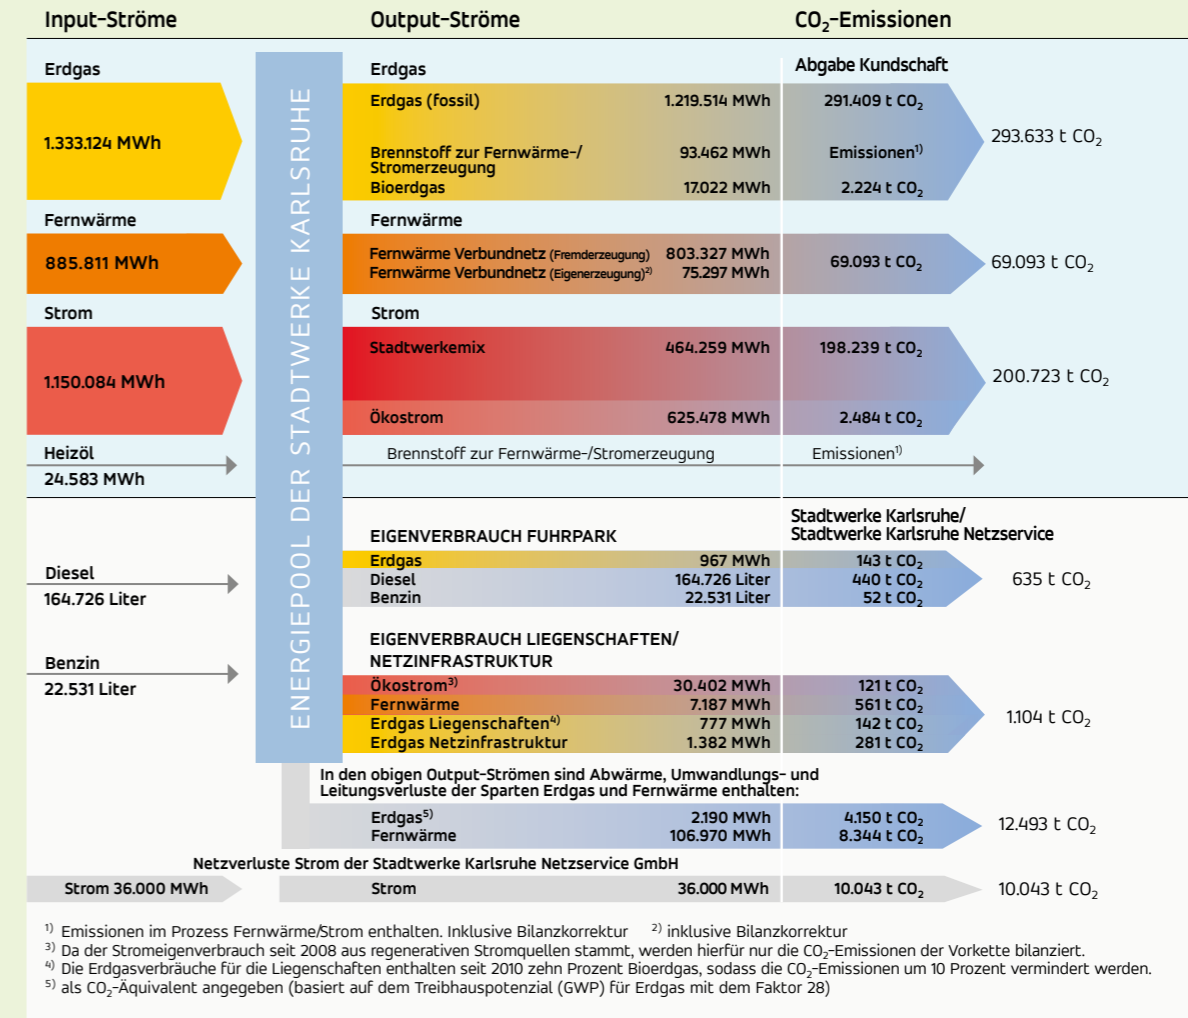 Input-Ströme
Output-Ströme
CO₂-Emissionen
Abgabe Kundschaft
Erdgas
1.333.124 MWh
ENERGIEPOOL DER STADTWERKE KARLSRUHE
Erdgas
Erdgas (fossil) 1.219.514 MWh 291.409 t CO₂
Brennstoff zur Fernwärme-/ 93.462 MWh Emissionen¹⁾
Stromerzeugung
Bioerdgas 17.022 MWh 2.224 t CO₂
293.633 t CO₂
Fernwärme
885.811 MWh
Fernwärme
Fernwärme Verbundnetz (Fremderzeugung) 803.327 MWh
Fernwärme Verbundnetz (Eigenerzeugung)²⁾ 75.297 MWh
69.093 t CO₂
69.093 t CO₂
Strom
1.150.084 MWh
Strom
Stadtwerkemix 464.259 MWh 198.239 t CO₂
Ökostrom 625.478 MWh 2.484 t CO₂
200.723 t CO₂
Heizöl
24.583 MWh
Brennstoff zur Fernwärme-/Stromerzeugung Emissionen¹⁾
Stadtwerke Karlsruhe/
Stadtwerke Karlsruhe Netzservice
Diesel
164.726 Liter
EIGENVERBRAUCH FUHRPARK
Erdgas 967 MWh 143 t CO₂
Diesel 164.726 Liter 440 t CO₂
Benzin 22.531 Liter 52 t CO₂
635 t CO₂
Benzin
22.531 Liter
EIGENVERBRAUCH LIEGENSCHAFTEN/
NETZINFRASTRUKTUR
Ökostrom³⁾ 30.402 MWh 121 t CO₂
Fernwärme 7.187 MWh 561 t CO₂
Erdgas Liegenschaften⁴⁾ 777 MWh 142 t CO₂
Erdgas Netzinfrastruktur 1.382 MWh 281 t CO₂
1.104 t CO₂
In den obigen Output-Strömen sind Abwärme, Umwandlungs- und
Leitungsverluste der Sparten Erdgas und Fernwärme enthalten:
Erdgas⁵⁾ 2.190 MWh 4.150 t CO₂
Fernwärme 106.970 MWh 8.344 t CO₂
12.493 t CO₂
Netzverluste Strom der Stadtwerke Karlsruhe Netzservice GmbH
Strom 36.000 MWh
Strom 36.000 MWh 10.043 t CO₂
10.043 t CO₂
¹⁾ Emissionen im Prozess Fernwärme/Strom enthalten. Inklusive Bilanzkorrektur ²⁾ inklusive Bilanzkorrektur
³⁾ Da der Stromeigenverbrauch seit 2008 aus regenerativen Stromquellen stammt, werden hierfür nur die CO₂-Emissionen der Vorkette bilanziert.
⁴⁾ Die Erdgasverbräuche für die Liegenschaften enthalten seit 2010 zehn Prozent Bioerdgas, sodass die CO₂-Emissionen um 10 Prozent vermindert werden.
⁵⁾ als CO₂-Äquivalent angegeben (basiert auf dem Treibhauspotenzial (GWP) für Erdgas mit dem Faktor 28)